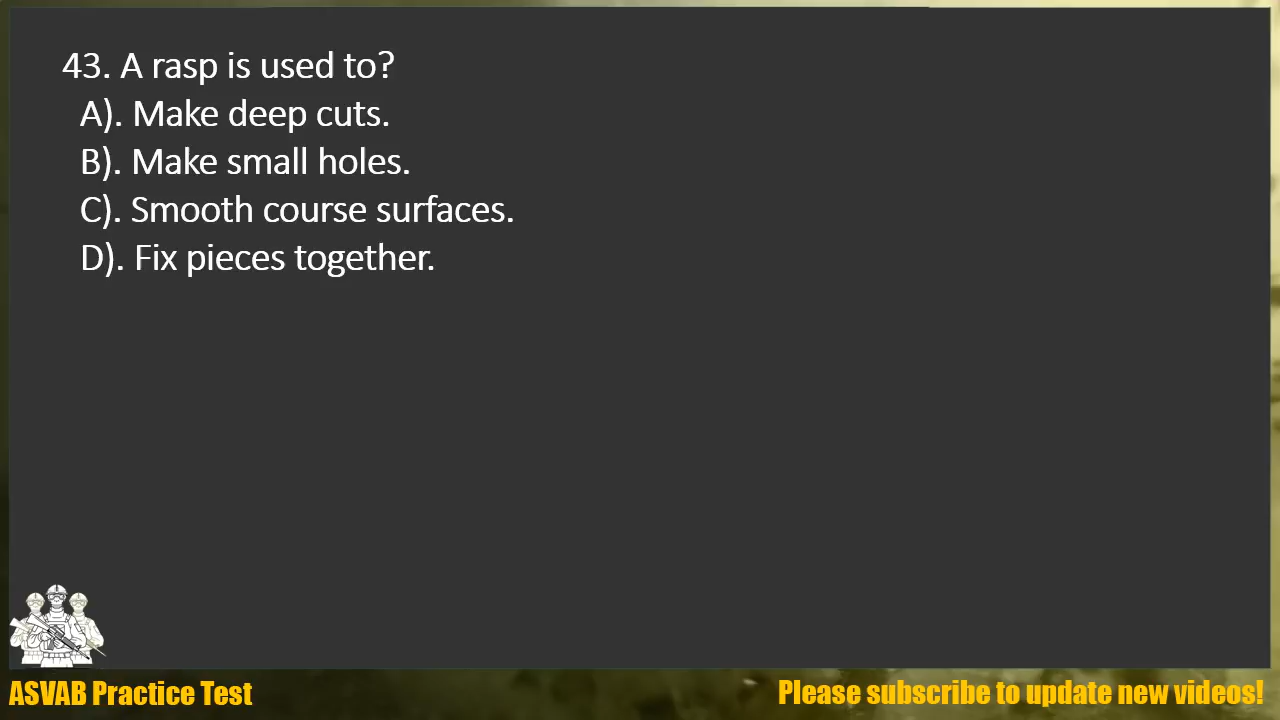 43. A rasp is used to?
A). Make deep cuts.
B). Make small holes.
C). Smooth course surfaces.
D). Fix pieces together.
ASVAB Practice Test
Please subscribe to update new videos!